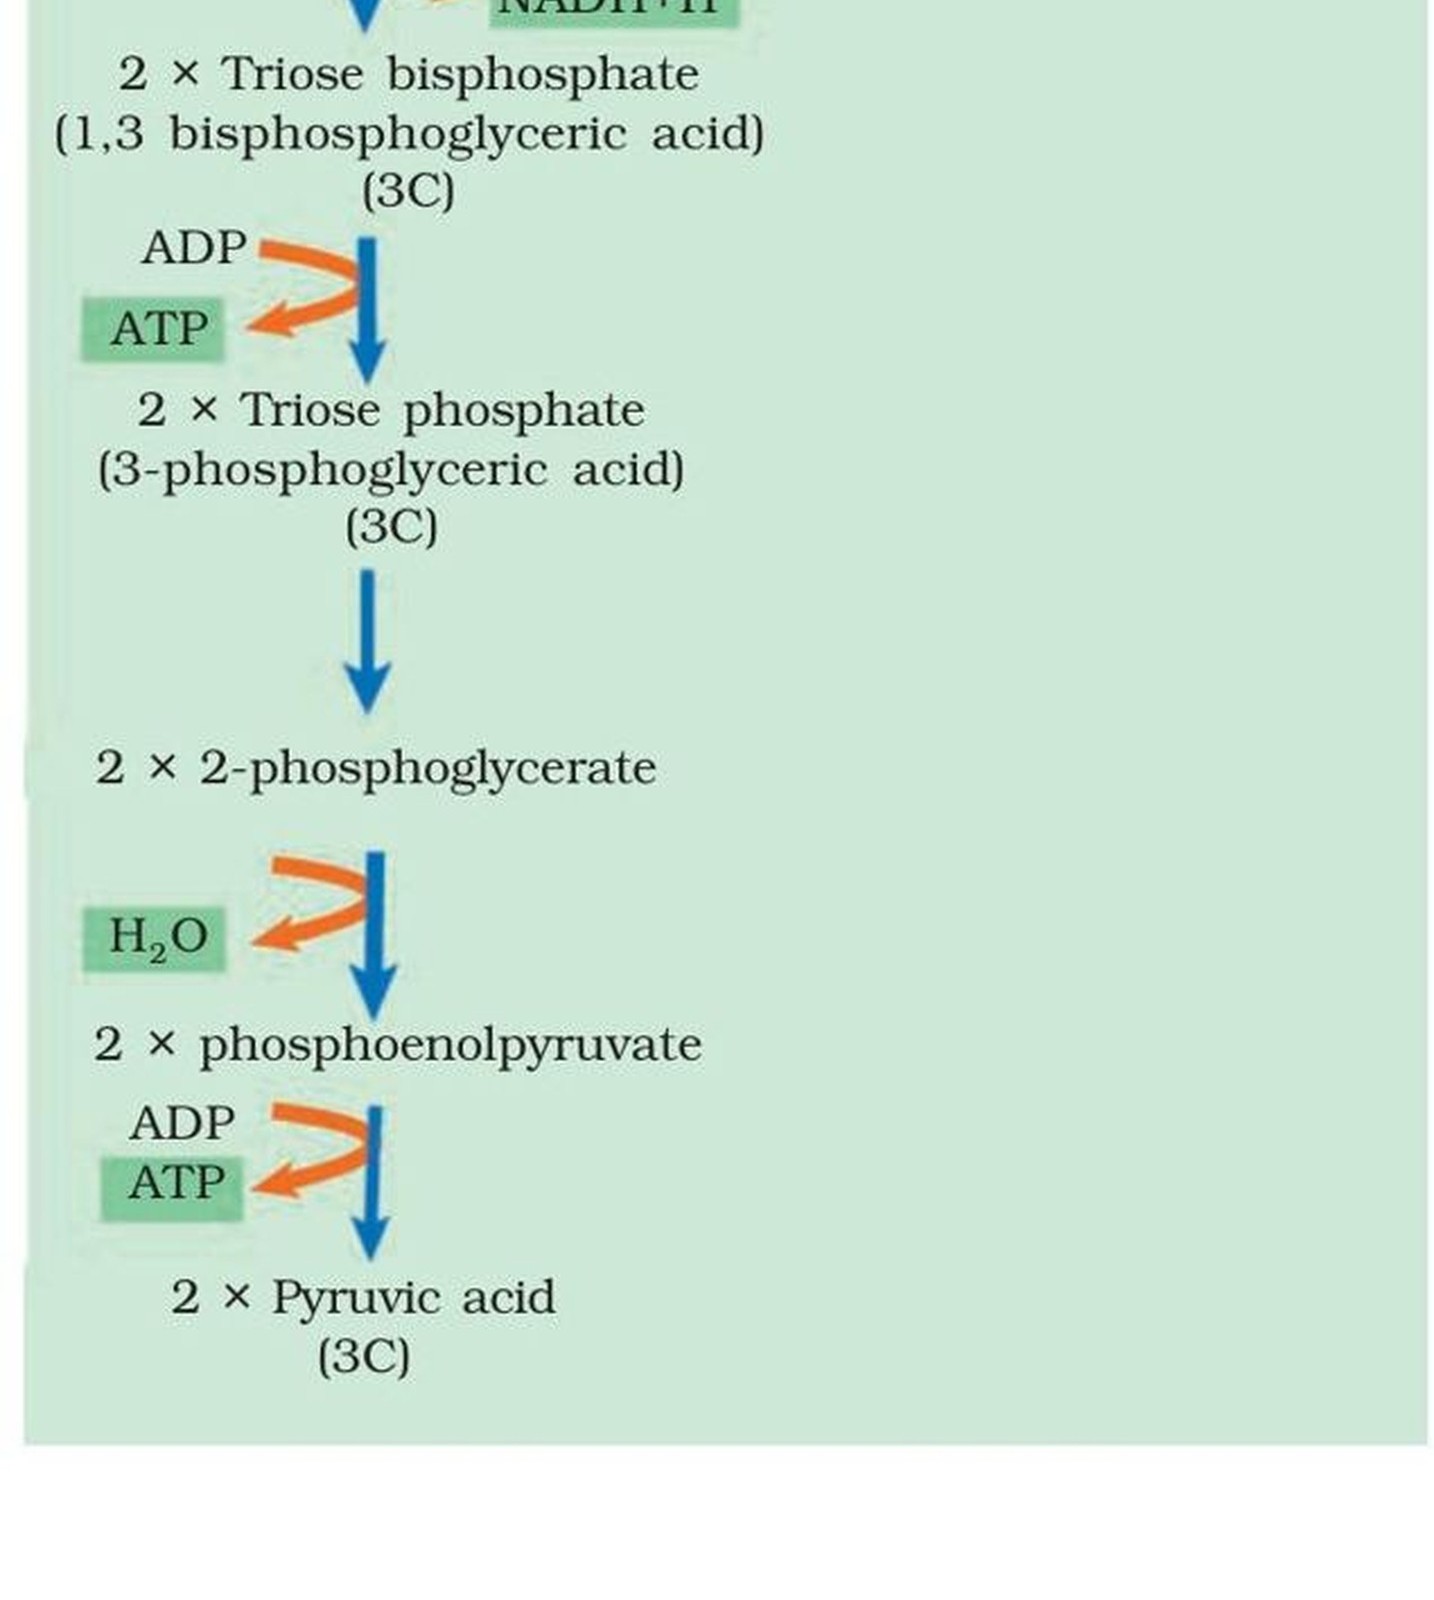 NADH+H
2 × Triose bisphosphate
(1,3 bisphosphoglyceric acid)
(3C)
ADP
ATP
2 × Triose phosphate
(3-phosphoglyceric acid)
(3C)
2 × 2-phosphoglycerate
H₂O
2 × phosphoenolpyruvate
ADP
ATP
2 × Pyruvic acid
(3C)